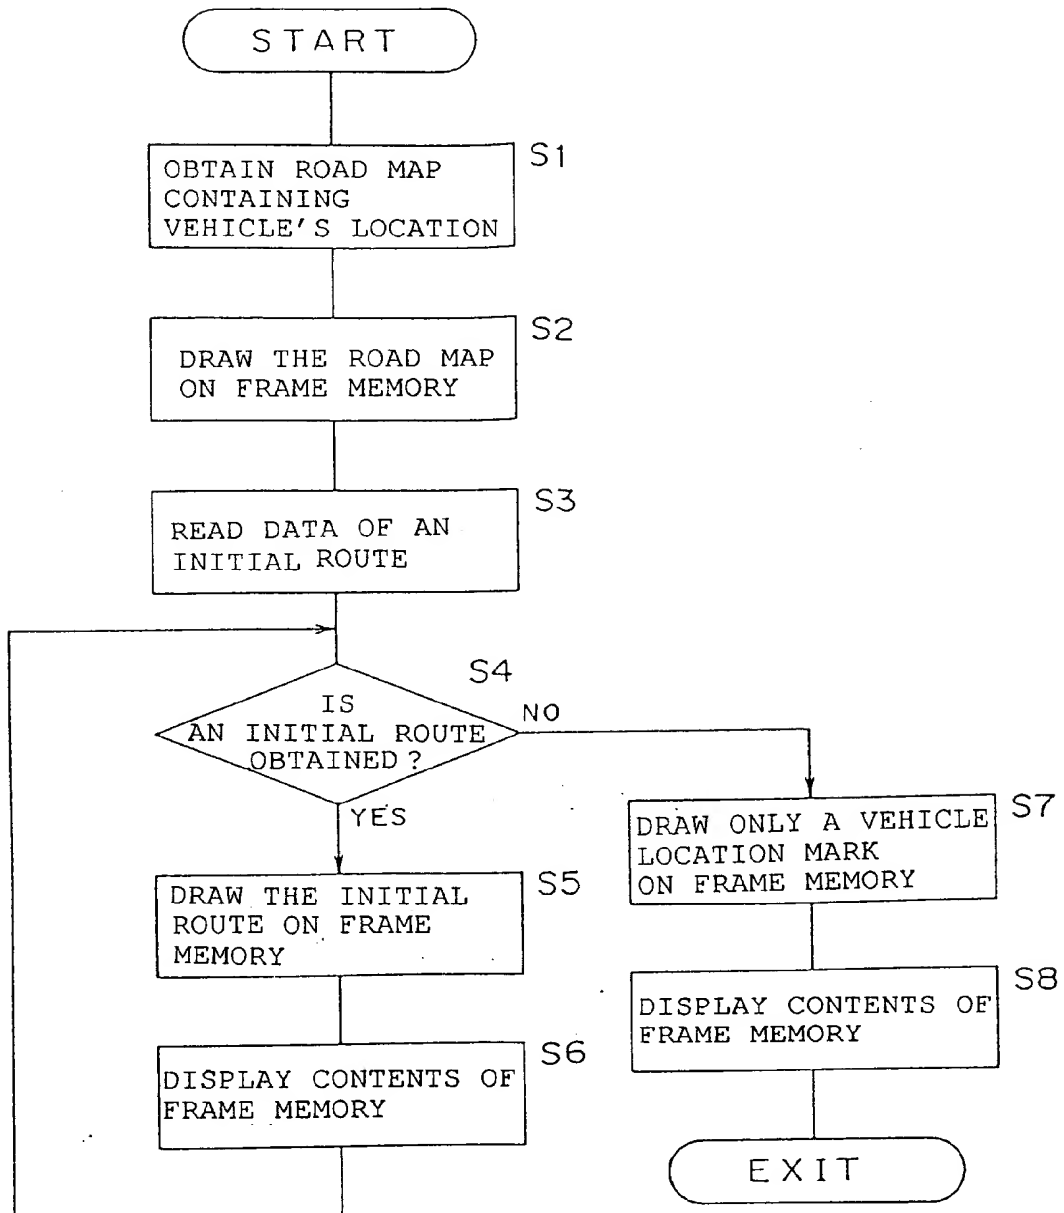 START
S1
OBTAIN ROAD MAP
CONTAINING
VEHICLE'S LOCATION
S2
DRAW THE ROAD MAP
ON FRAME MEMORY
S3
READ DATA OF AN
INITIAL ROUTE
S4
IS
AN INITIAL ROUTE
OBTAINED?
NO
YES
S5
DRAW THE INITIAL
ROUTE ON FRAME
MEMORY
S6
DISPLAY CONTENTS OF
FRAME MEMORY
S7
DRAW ONLY A VEHICLE
LOCATION MARK
ON FRAME MEMORY
S8
DISPLAY CONTENTS OF
FRAME MEMORY
EXIT